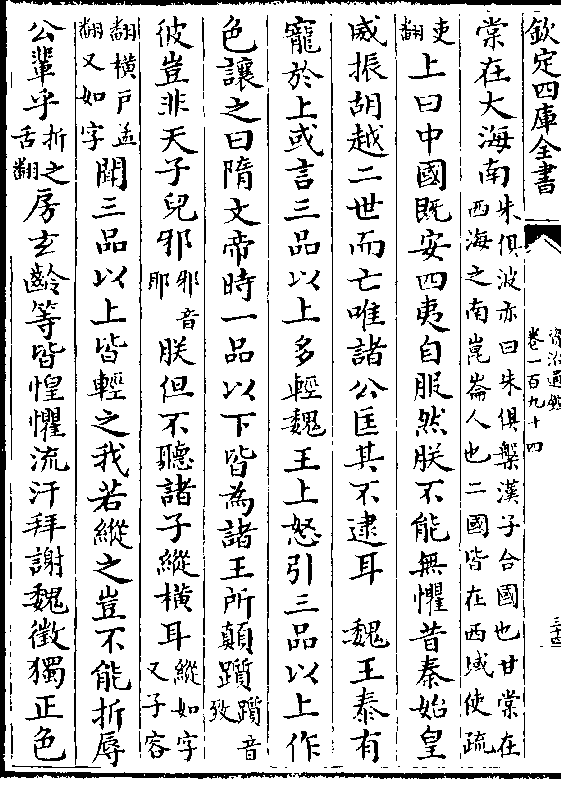 欽定四庫全書
資治通鑑
卷一百九十四
三十四
棠在大海南朱俱波亦曰朱俱槃漢子合國也甘棠在西海之南崑崙人也二國皆在西域使疏
吏翻上曰中國既安四夷自服然朕不能無懼昔秦始皇
威振胡越二世而亡唯諸公匡其不逮耳　魏王泰有
寵於上或言三品以上多輕魏王上怒引三品以上作
色讓之曰隋文帝時一品以下皆為諸王所顛躓躓音致
彼豈非天子兒邪邪音耶朕但不聽諸子縱橫耳縱如字又子容
翻橫戸孟翻又如字聞三品以上皆輕之我若縱之豈不能折辱
公輩乎折之舌翻房玄齡等皆惶懼流汗拜謝魏徵獨正色